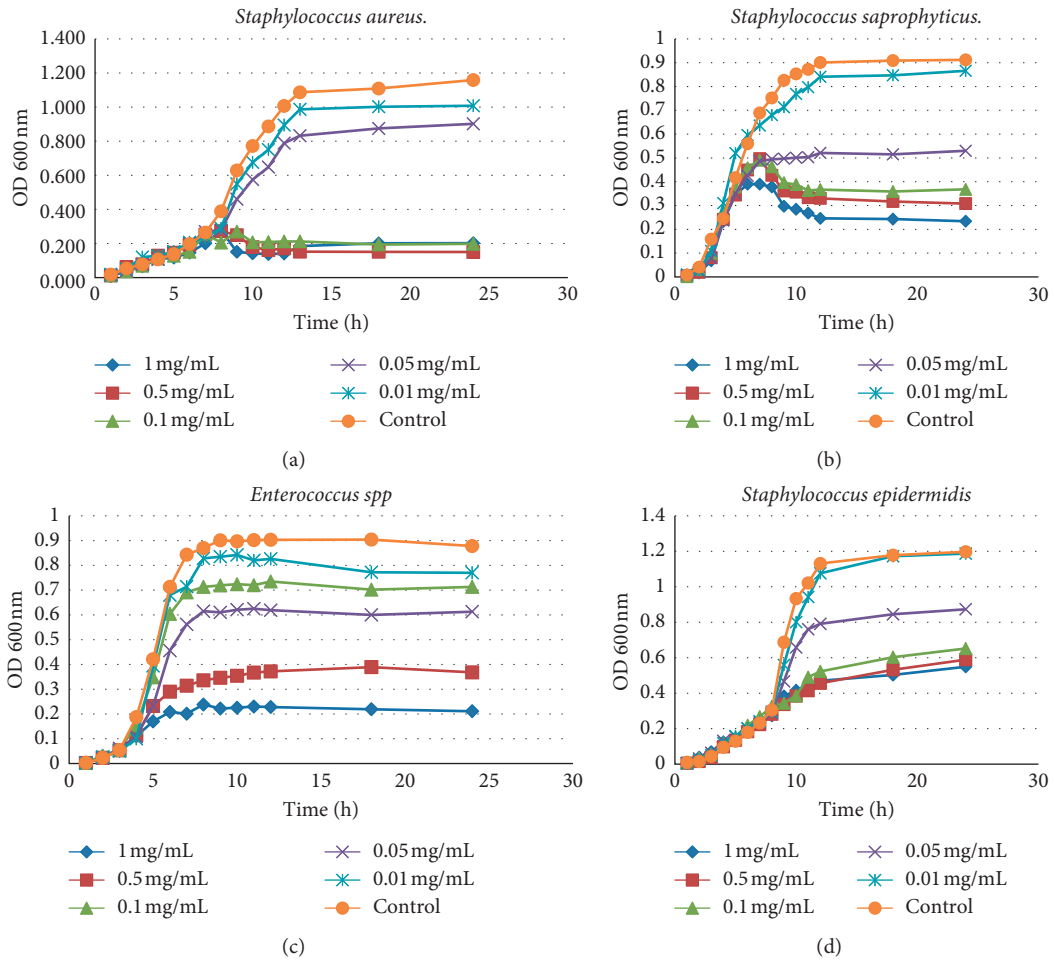 Staphylococcus aureus.
OD 600 nm
1.400
1.200
1.000
0.800
0.600
0.400
0.200
0.000
0 5 10 15 20 25 30
Time (h)
1 mg/mL 0.05 mg/mL
0.5 mg/mL 0.01 mg/mL
0.1 mg/mL Control
(a)
Staphylococcus saprophyticus.
OD 600 nm
1
0.9
0.8
0.7
0.6
0.5
0.4
0.3
0.2
0.1
0
0 10 20 30
Time (h)
1 mg/mL 0.05 mg/mL
0.5 mg/mL 0.01 mg/mL
0.1 mg/mL Control
(b)
Enterococcus spp
OD 600 nm
1
0.9
0.8
0.7
0.6
0.5
0.4
0.3
0.2
0.1
0
0 5 10 15 20 25 30
Time (h)
1 mg/mL 0.05 mg/mL
0.5 mg/mL 0.01 mg/mL
0.1 mg/mL Control
(c)
Staphylococcus epidermidis
OD 600 nm
1.4
1.2
1
0.8
0.6
0.4
0.2
0
0 10 20 30
Time (h)
1 mg/mL 0.05 mg/mL
0.5 mg/mL 0.01 mg/mL
0.1 mg/mL Control
(d)